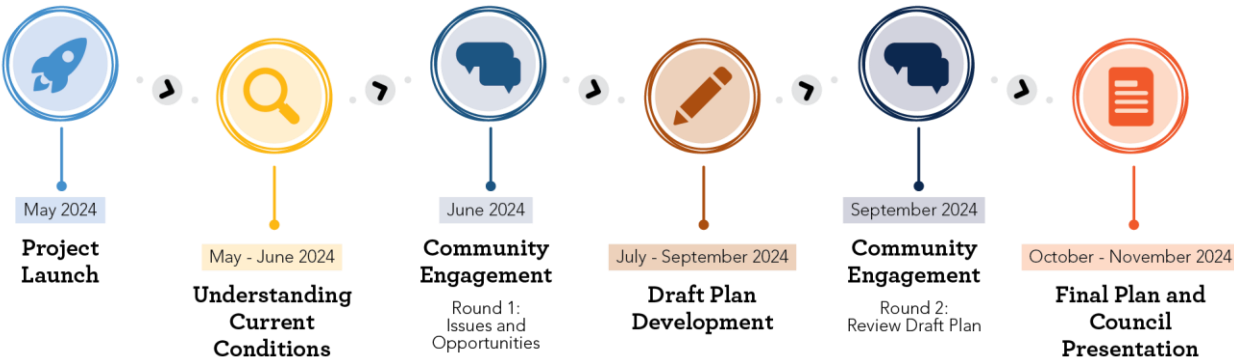 May 2024
Project
Launch
May - June 2024
Understanding
Current
Conditions
June 2024
Community
Engagement
Round 1:
Issues and
Opportunities
July - September 2024
Draft Plan
Development
September 2024
Community
Engagement
Round 2:
Review Draft Plan
October - November 2024
Final Plan and
Council
Presentation